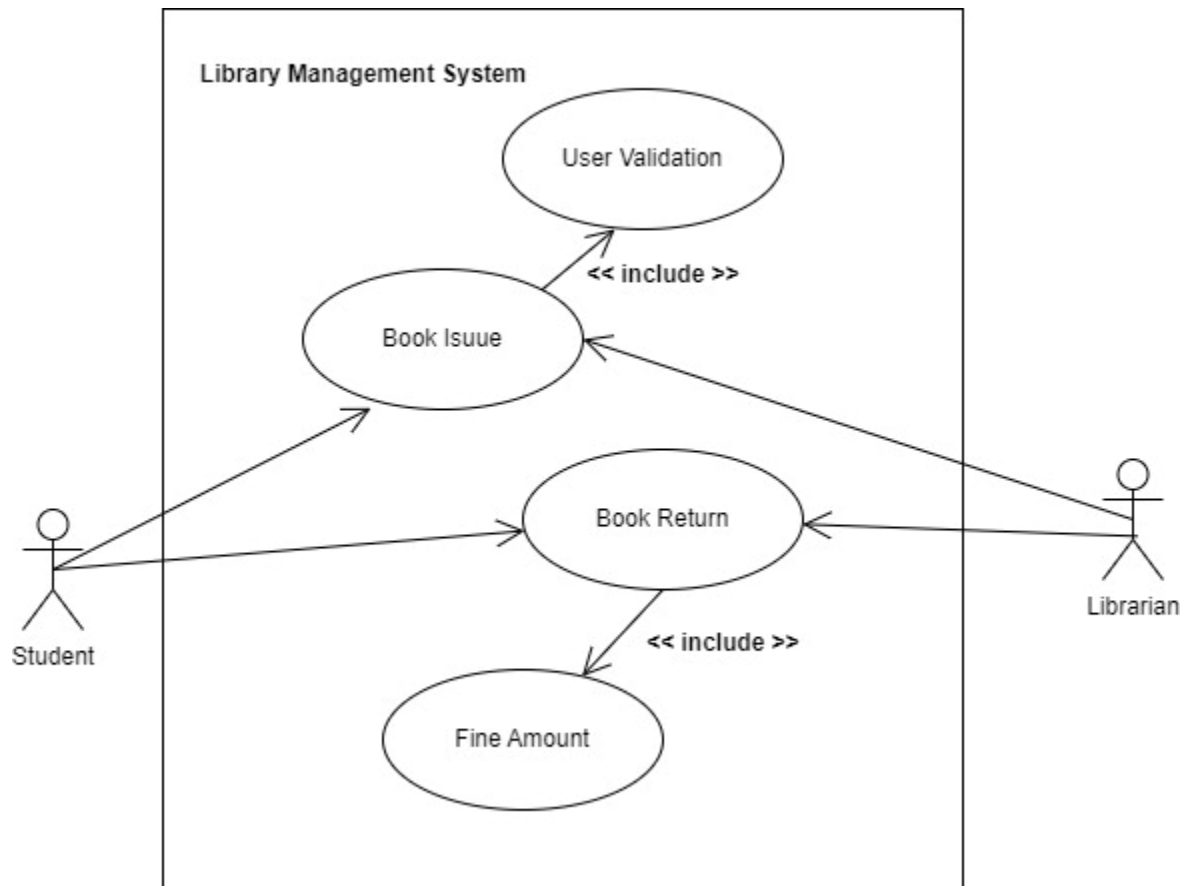 Library Management System
User Validation
<< include >>
Book Isuue
Book Return
Student
Librarian
<< include >>
Fine Amount